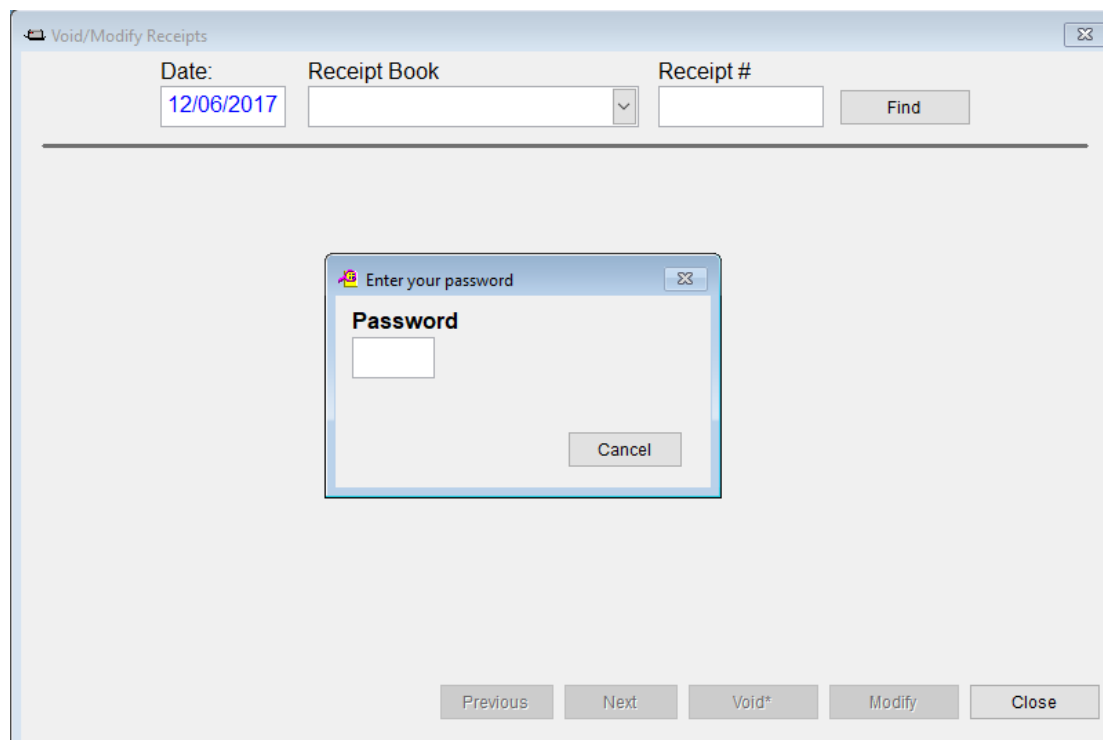 Void/Modify Receipts
Date: Receipt Book Receipt #
12/06/2017 Find
Enter your password
Password
Cancel
Previous Next Void* Modify Close